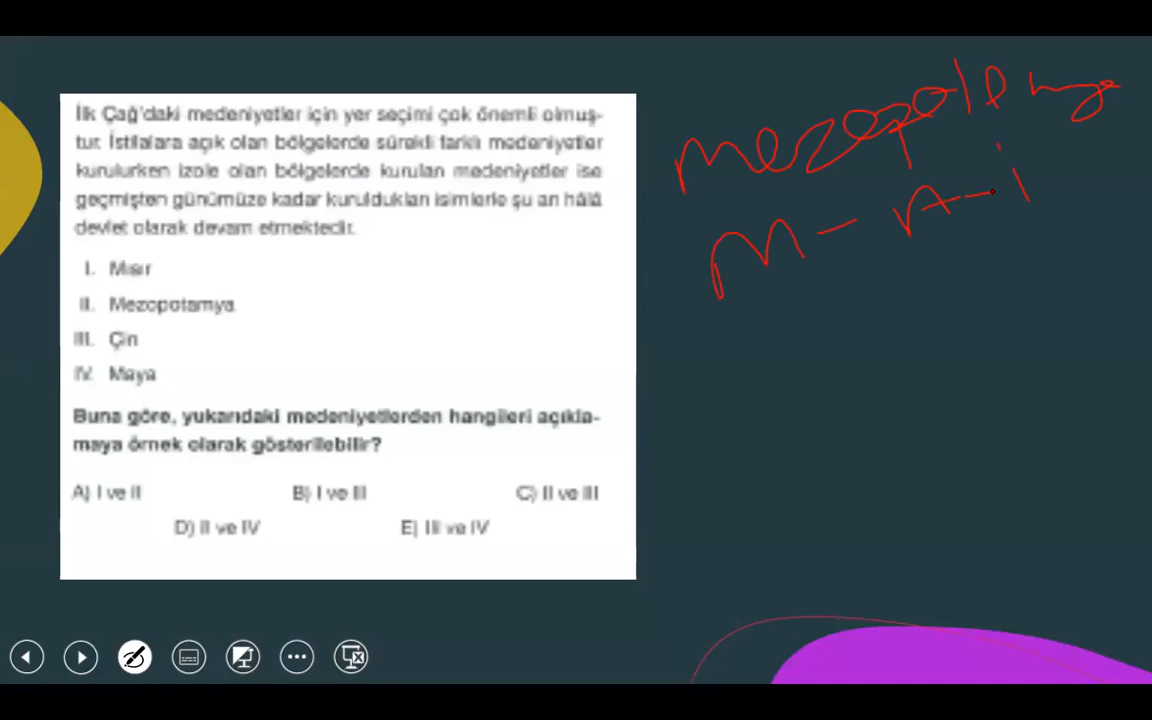 İlk Çağ'daki medeniyetler için yer seçimi çok önemli olmuş-
tur. İstilalara açık olan bölgelerde sürekli farklı medeniyetler
kurulurken izole olan bölgelerde kurulan medeniyetler ise
geçmişten günümüze kadar kuruldukları isimlerle şu an hâlâ
devlet olarak devam etmektedir.
I. Mısır
II. Mezopotamya
III. Çin
IV. Maya
Buna göre, yukarıdaki medeniyetlerden hangileri açıkla-
maya örnek olarak gösterilebilir?
A) I ve II B) I ve III C) II ve III
D) II ve IV E) III ve IV